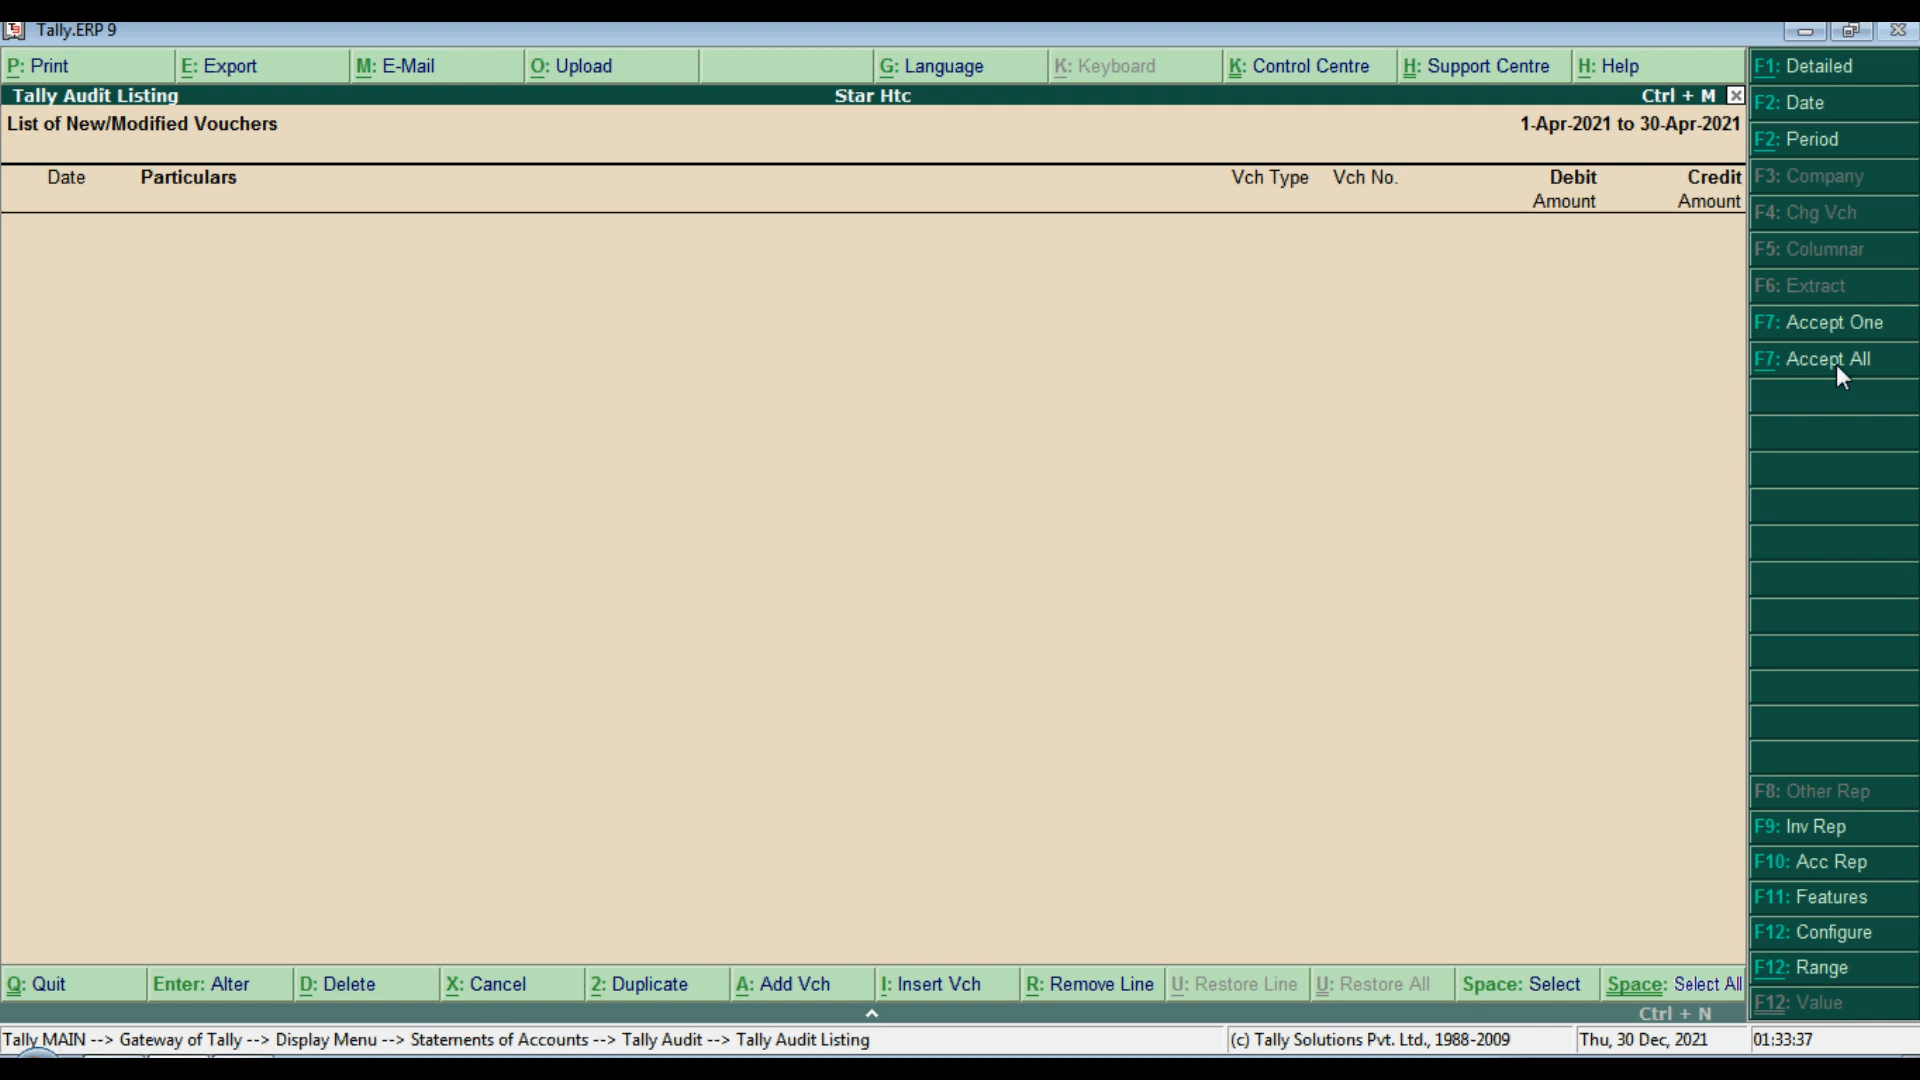 Tally.ERP 9
P: Print E: Export M: E-Mail O: Upload G: Language K: Keyboard K: Control Centre H: Support Centre H: Help
Tally Audit Listing Star Htc Ctrl + M
List of New/Modified Vouchers 1-Apr-2021 to 30-Apr-2021
Date Particulars Vch Type Vch No. Debit Credit
Amount Amount
F1: Detailed
F2: Date
F2: Period
F3: Company
F4: Chg Vch
F5: Columnar
F6: Extract
F7: Accept One
F7: Accept All
F8: Other Rep
F9: Inv Rep
F10: Acc Rep
F11: Features
F12: Configure
F12: Range
F12: Value
Q: Quit Enter: Alter D: Delete X: Cancel 2: Duplicate A: Add Vch I: Insert Vch R: Remove Line U: Restore Line U: Restore All Space: Select Space: Select All
Ctrl + N
Tally MAIN --> Gateway of Tally --> Display Menu --> Statements of Accounts --> Tally Audit --> Tally Audit Listing (c) Tally Solutions Pvt. Ltd., 1988-2009 Thu, 30 Dec, 2021 01:33:37